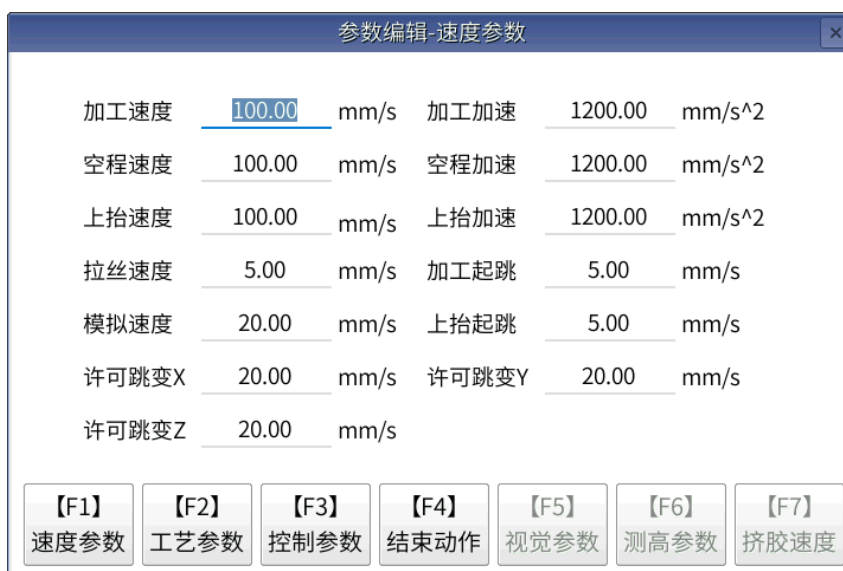 参数编辑-速度参数
加工速度 100.00 mm/s 加工加速 1200.00 mm/s^2
空程速度 100.00 mm/s 空程加速 1200.00 mm/s^2
上抬速度 100.00 mm/s 上抬加速 1200.00 mm/s^2
拉丝速度 5.00 mm/s 加工起跳 5.00 mm/s
模拟速度 20.00 mm/s 上抬起跳 5.00 mm/s
许可跳变X 20.00 mm/s 许可跳变Y 20.00 mm/s
许可跳变Z 20.00 mm/s
【F1】 【F2】 【F3】 【F4】 【F5】 【F6】 【F7】
速度参数 工艺参数 控制参数 结束动作 视觉参数 测高参数 挤胶速度